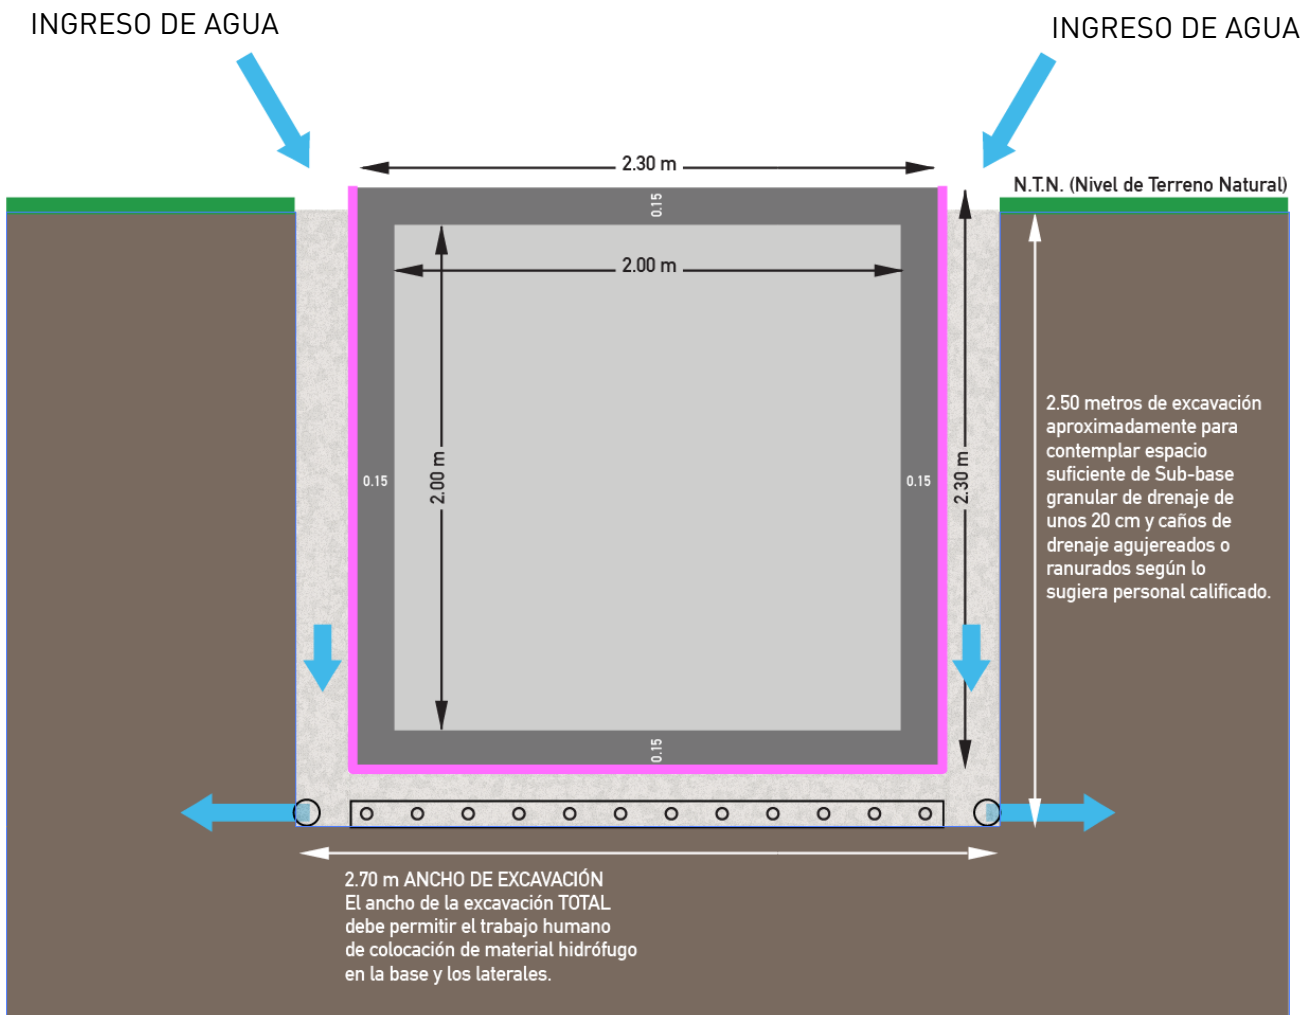 INGRESO DE AGUA
INGRESO DE AGUA
2.30 m
N.T.N. (Nivel de Terreno Natural)
0.15
2.00 m
2.00 m
0.15
0.15
2.30 m
2.50 metros de excavación
aproximadamente para
contemplar espacio
suficiente de Sub-base
granular de drenaje de
unos 20 cm y caños de
drenaje agujereados o
ranurados según lo
sugiera personal calificado.
0.15
2.70 m ANCHO DE EXCAVACIÓN
El ancho de la excavación TOTAL
debe permitir el trabajo humano
de colocación de material hidrófugo
en la base y los laterales.